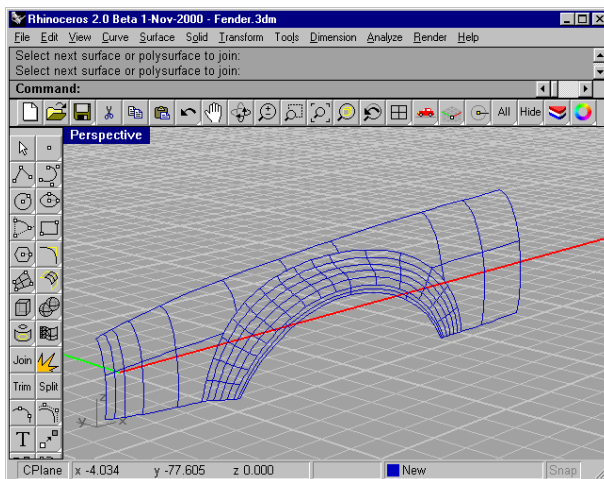 Rhinoceros 2.0 Beta 1-Nov-2000 - Fender.3dm
File Edit View Curve Surface Solid Transform Tools Dimension Analyze Render Help
Select next surface or polysurface to join:
Select next surface or polysurface to join:
Command:
All Hide
Perspective
Join
Trim Split
T
z
y x
CPlane x -4.034 y -77.605 z 0.000 New Snap